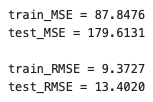 train_MSE = 87.8476
test_MSE = 179.6131
train_RMSE = 9.3727
test_RMSE = 13.4020